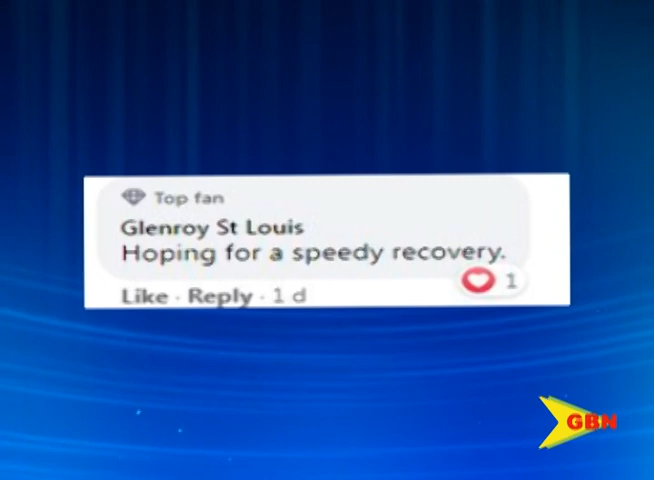 Top fan
Glenroy St Louis
Hoping for a speedy recovery.
1
Like · Reply · 1 d
GBN